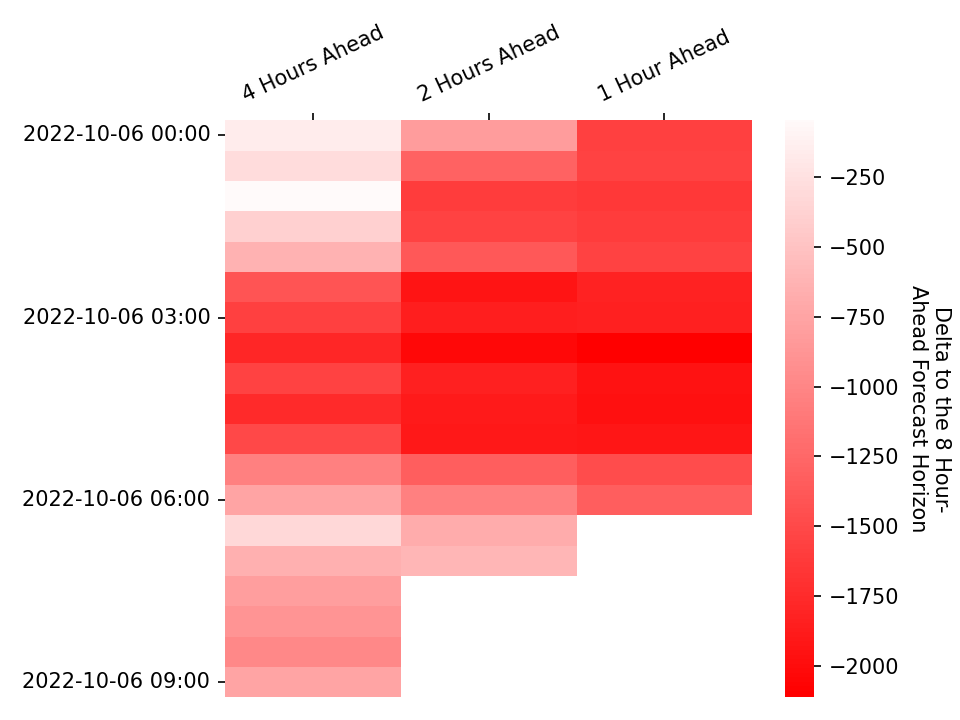 4 Hours Ahead
2 Hours Ahead
1 Hour Ahead
2022-10-06 00:00
2022-10-06 03:00
2022-10-06 06:00
2022-10-06 09:00
−250
−500
−750
−1000
−1250
−1500
−1750
−2000
Delta to the 8 Hour-
Ahead Forecast Horizon